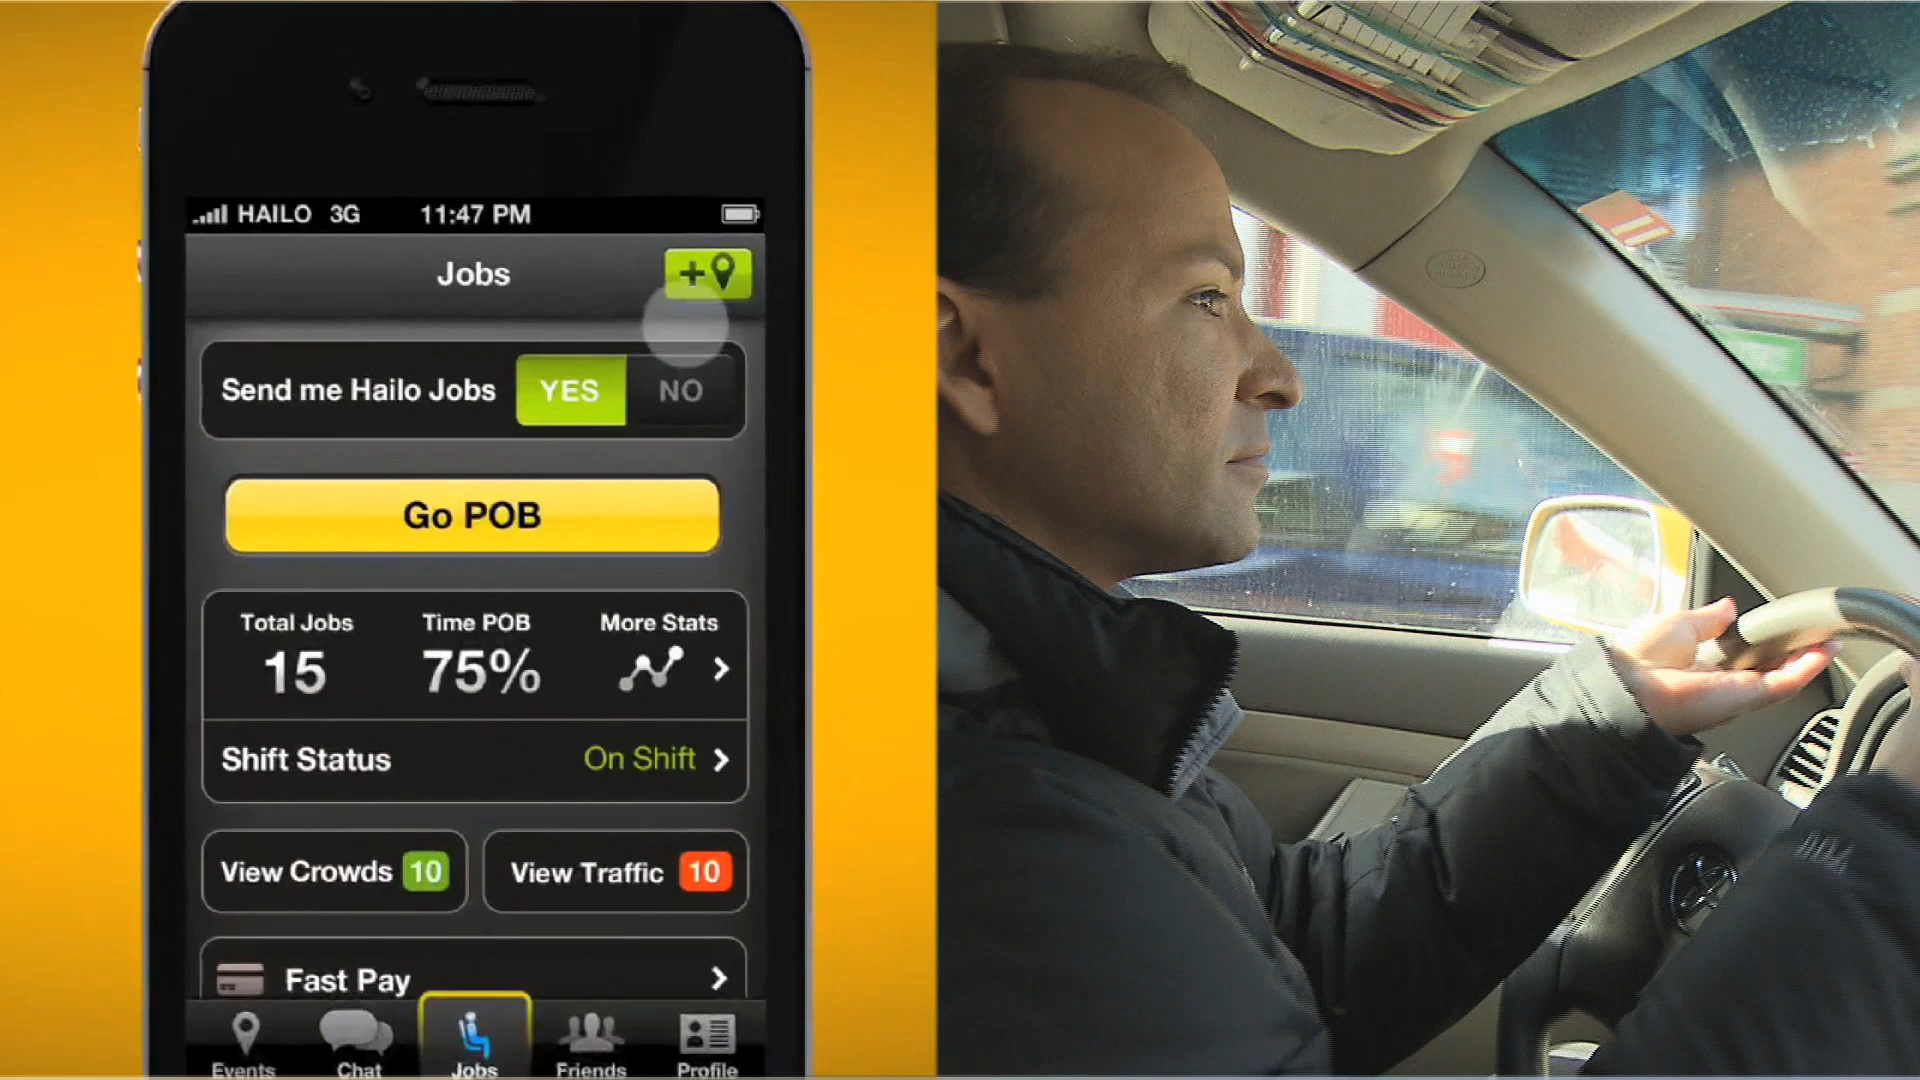 HAILO 3G 11:47 PM
Jobs
Send me Hailo Jobs YES NO
Go POB
Total Jobs Time POB More Stats
15 75%
Shift Status On Shift
View Crowds 10 View Traffic 10
Fast Pay
Events Chat Jobs Friends Profile